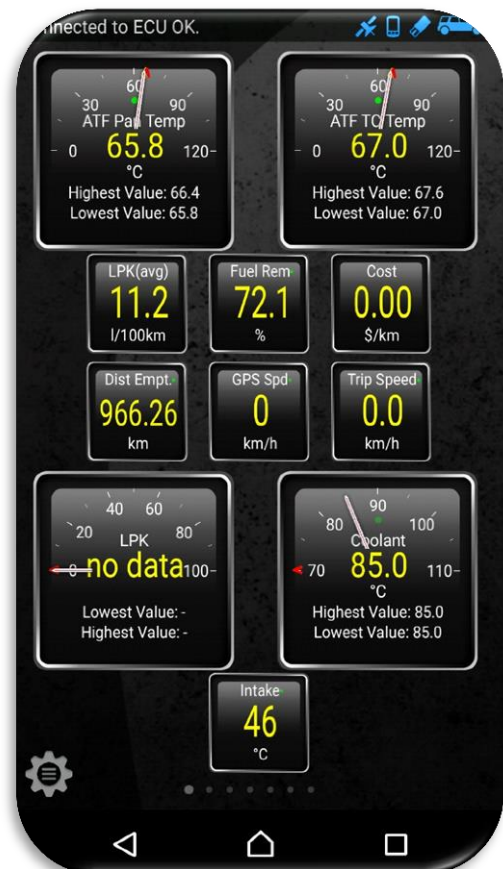 nnected to ECU OK.
60
30 90
ATF Pan Temp
0 65.8 120
°C
Highest Value: 66.4
Lowest Value: 65.8
60
30 90
ATF TC Temp
0 67.0 120
°C
Highest Value: 67.6
Lowest Value: 67.0
LPK(avg)
11.2
l/100km
Fuel Rem
72.1
%
Cost
0.00
$/km
Dist Empt.
966.26
km
GPS Spd
0
km/h
Trip Speed
0.0
km/h
40 60
20 80
LPK
0 no data 100
Lowest Value: -
Highest Value: -
90
80 100
Coolant
70 85.0 110
°C
Highest Value: 85.0
Lowest Value: 85.0
Intake
46
°C